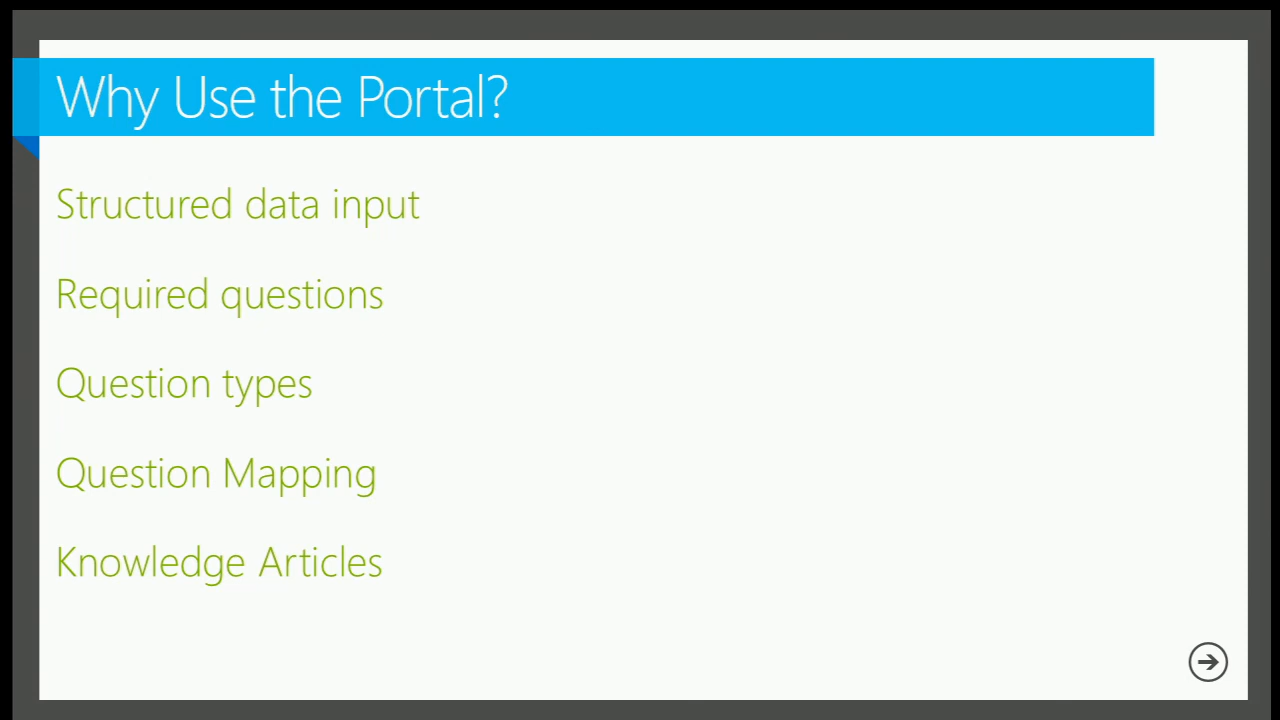 Why Use the Portal?
Structured data input
Required questions
Question types
Question Mapping
Knowledge Articles